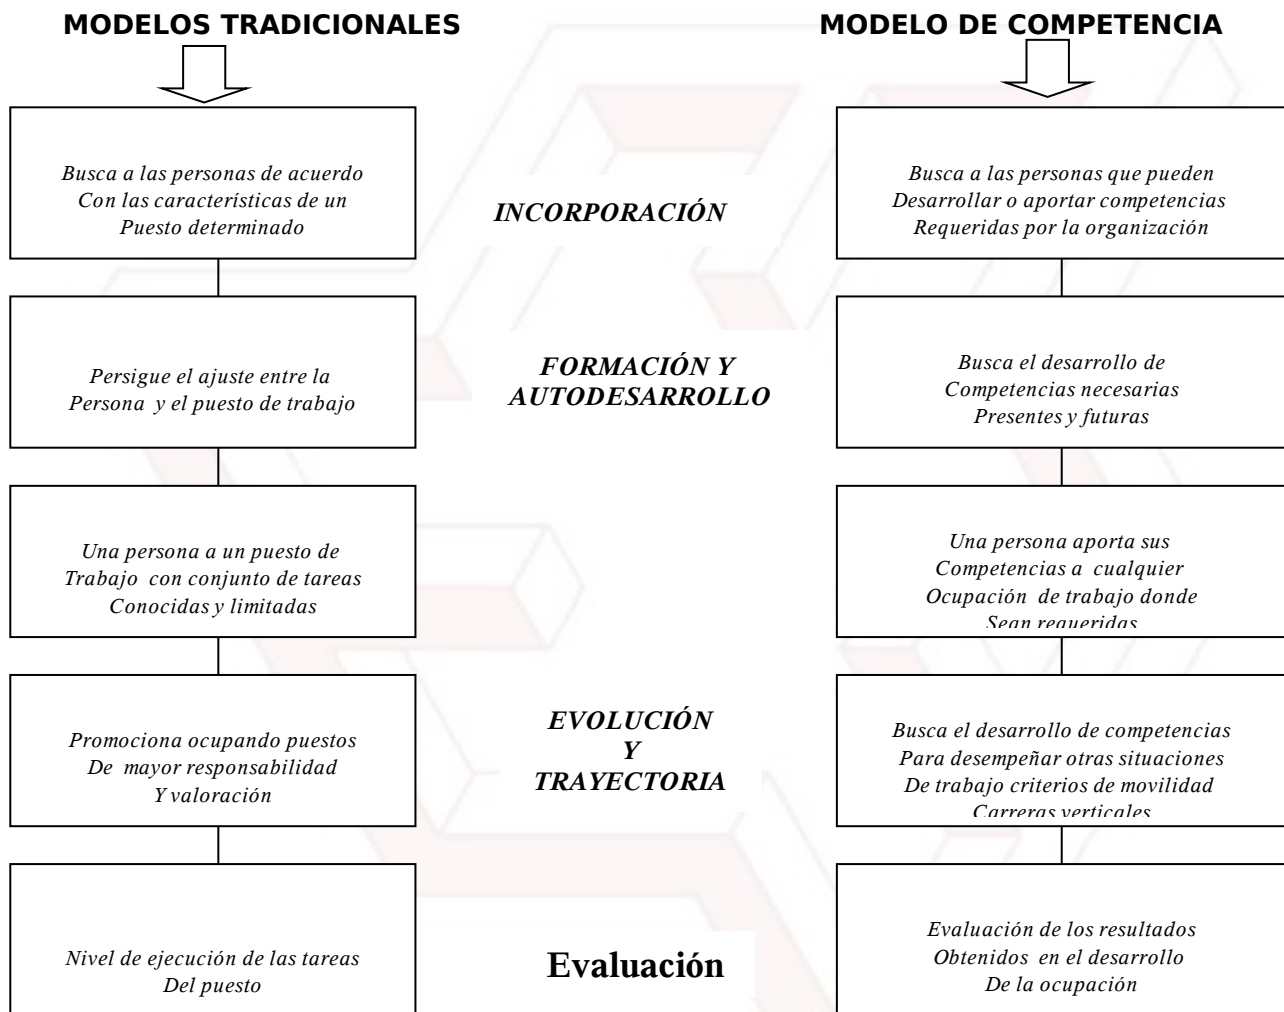 MODELOS TRADICIONALES
MODELO DE COMPETENCIA
Busca a las personas de acuerdo
Con las características de un
Puesto determinado
INCORPORACIÓN
Busca a las personas que pueden
Desarrollar o aportar competencias
Requeridas por la organización
Persigue el ajuste entre la
Persona y el puesto de trabajo
FORMACIÓN Y
AUTODESARROLLO
Busca el desarrollo de
Competencias necesarias
Presentes y futuras
Una persona a un puesto de
Trabajo con conjunto de tareas
Conocidas y limitadas
Una persona aporta sus
Competencias a cualquier
Ocupación de trabajo donde
Sean requeridas
Promociona ocupando puestos
De mayor responsabilidad
Y valoración
EVOLUCIÓN
Y
TRAYECTORIA
Busca el desarrollo de competencias
Para desempeñar otras situaciones
De trabajo criterios de movilidad
Carreras verticales
Nivel de ejecución de las tareas
Del puesto
Evaluación
Evaluación de los resultados
Obtenidos en el desarrollo
De la ocupación